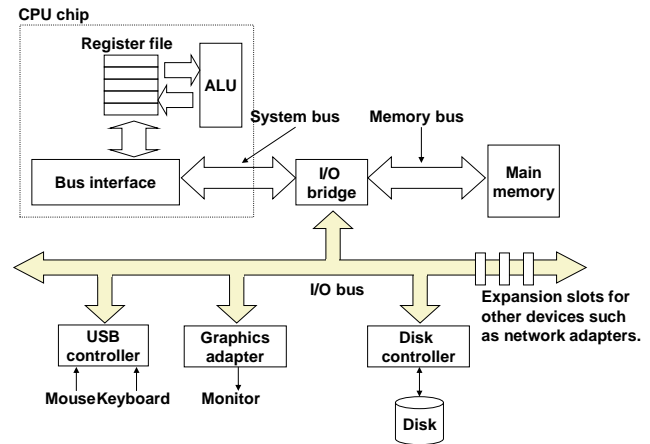 CPU chip
Register file
ALU
System bus
Memory bus
Bus interface
I/O
bridge
Main
memory
I/O bus
Expansion slots for
other devices such
as network adapters.
USB
controller
Graphics
adapter
Disk
controller
MouseKeyboard
Monitor
Disk